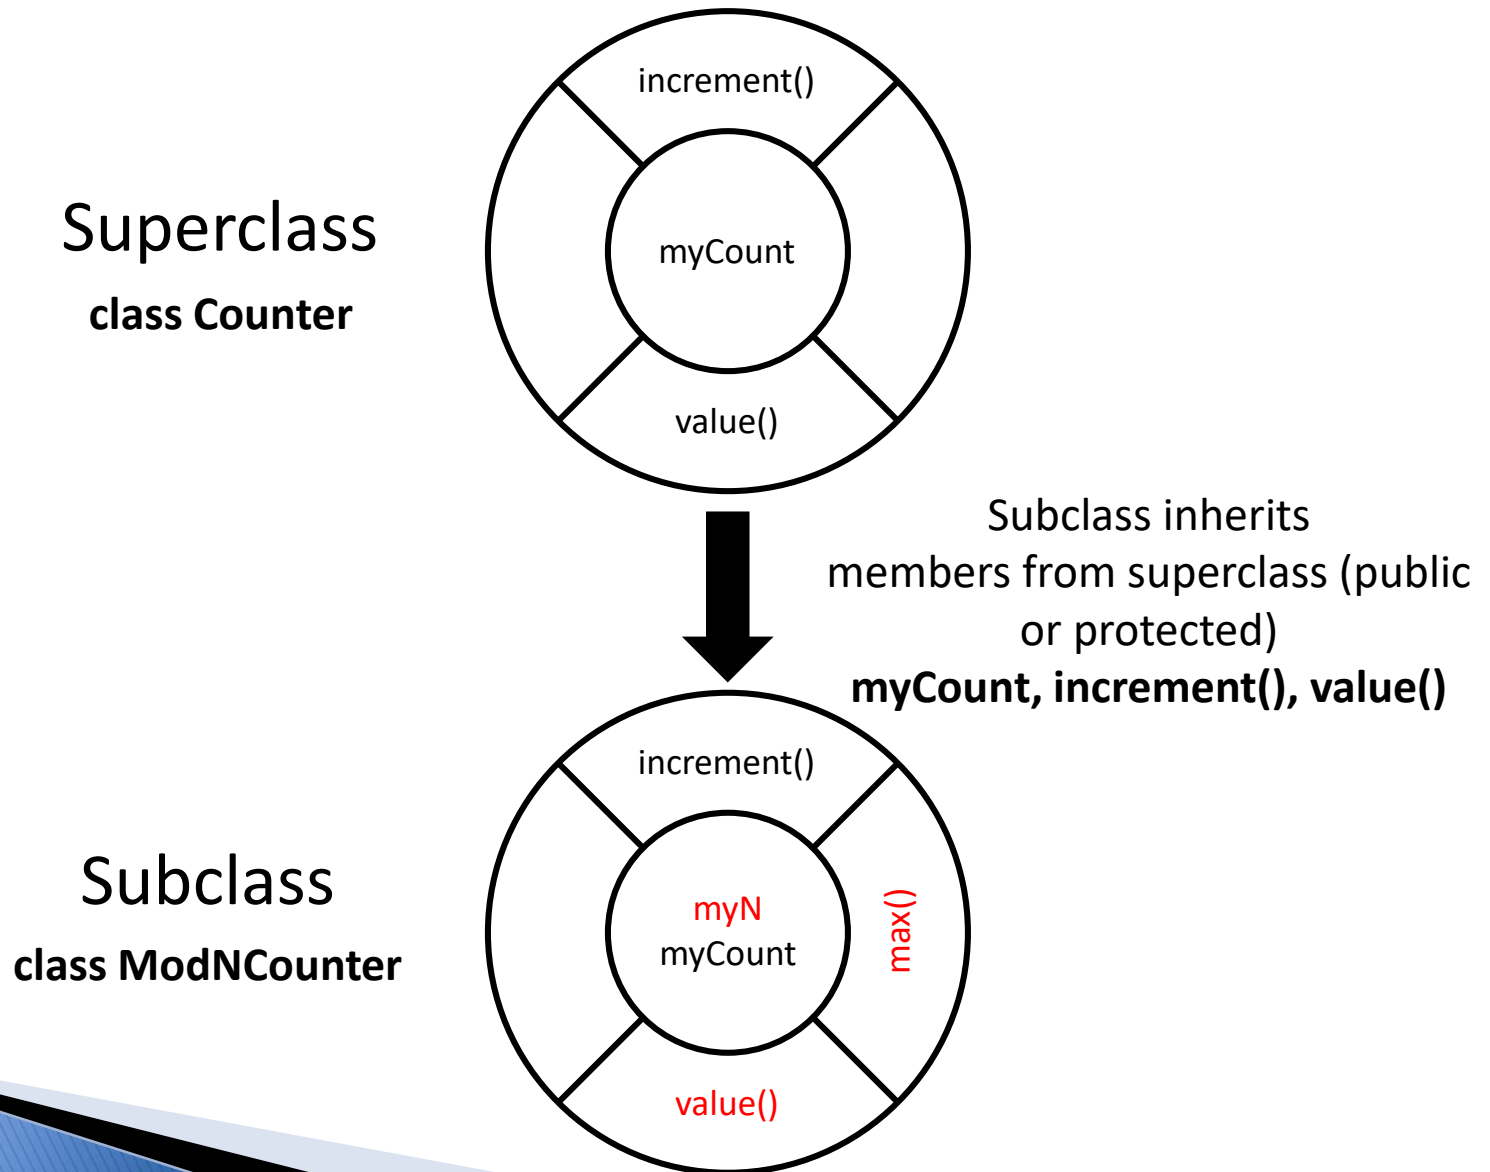 increment()
Superclass
class Counter
myCount
value()
Subclass inherits
members from superclass (public
or protected)
myCount, increment(), value()
increment()
Subclass
class ModNCounter
myN
myCount
max()
value()